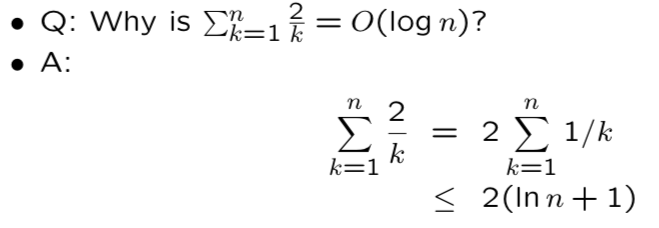 • Q: Why is ∑_{k=1}^{n} 2/k = O(log n)?
• A:
∑_{k=1}^{n} 2/k = 2 ∑_{k=1}^{n} 1/k
≤ 2(ln n + 1)